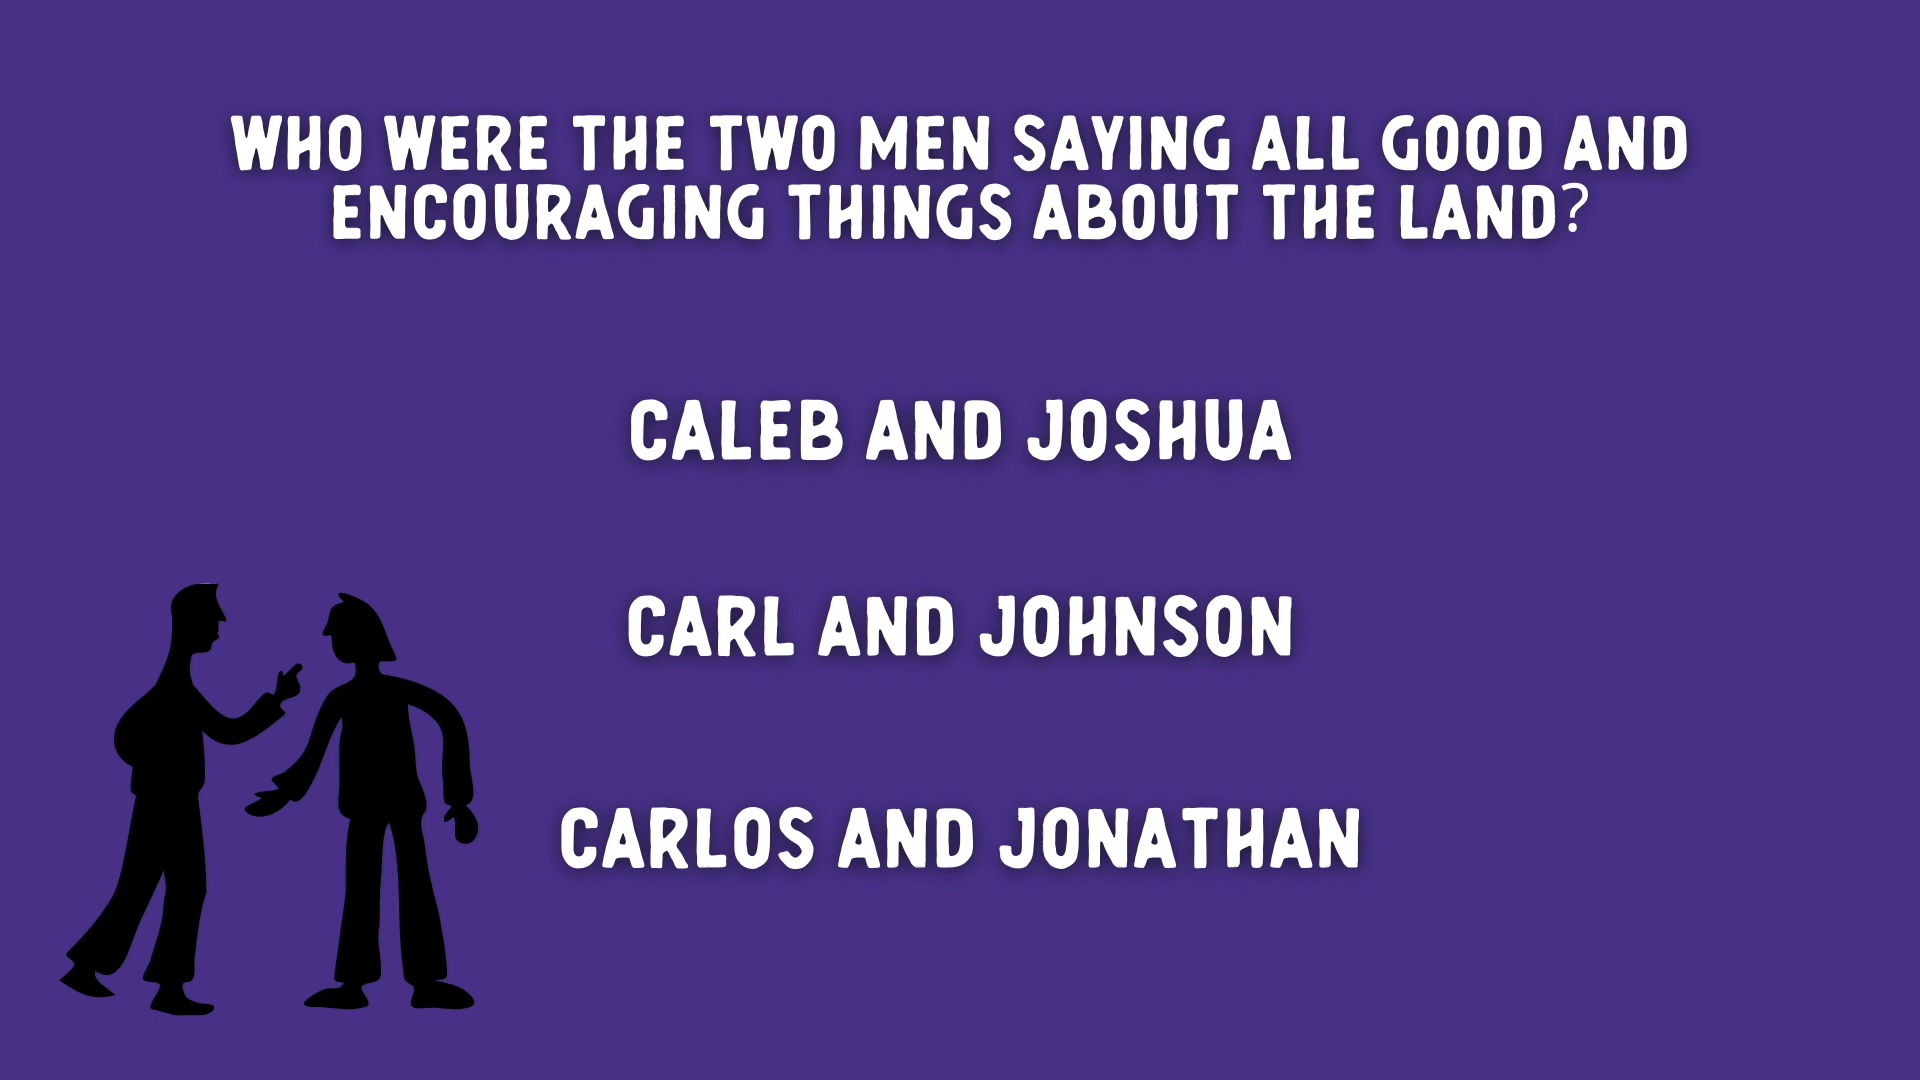 WHO WERE THE TWO MEN SAYING ALL GOOD AND
ENCOURAGING THINGS ABOUT THE LAND?
CALEB AND JOSHUA
CARL AND JOHNSON
CARLOS AND JONATHAN